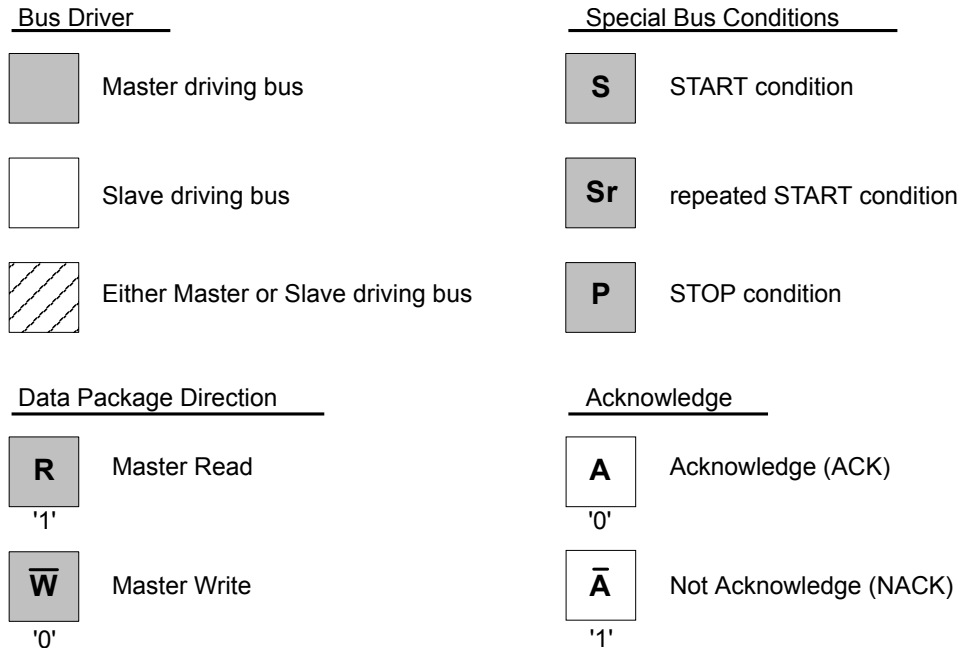 Bus Driver
Master driving bus
Slave driving bus
Either Master or Slave driving bus
Special Bus Conditions
S START condition
Sr repeated START condition
P STOP condition
Data Package Direction
R Master Read
'1'
W̅ Master Write
'0'
Acknowledge
A Acknowledge (ACK)
'0'
A̅ Not Acknowledge (NACK)
'1'